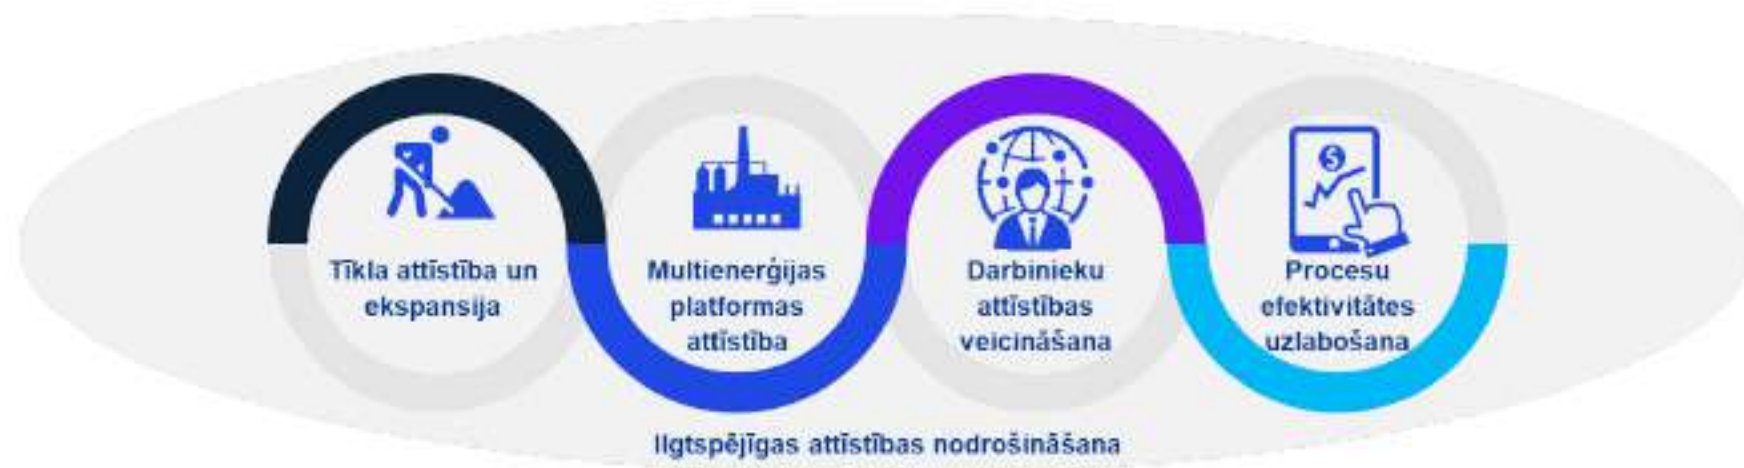 Tīkla attīstība un
ekspansija
Multienerģijas
platformas
attīstība
Darbinieku
attīstības
veicināšana
$
Procesu
efektivitātes
uzlabošana
Ilgtspējīgas attīstības nodrošināšana